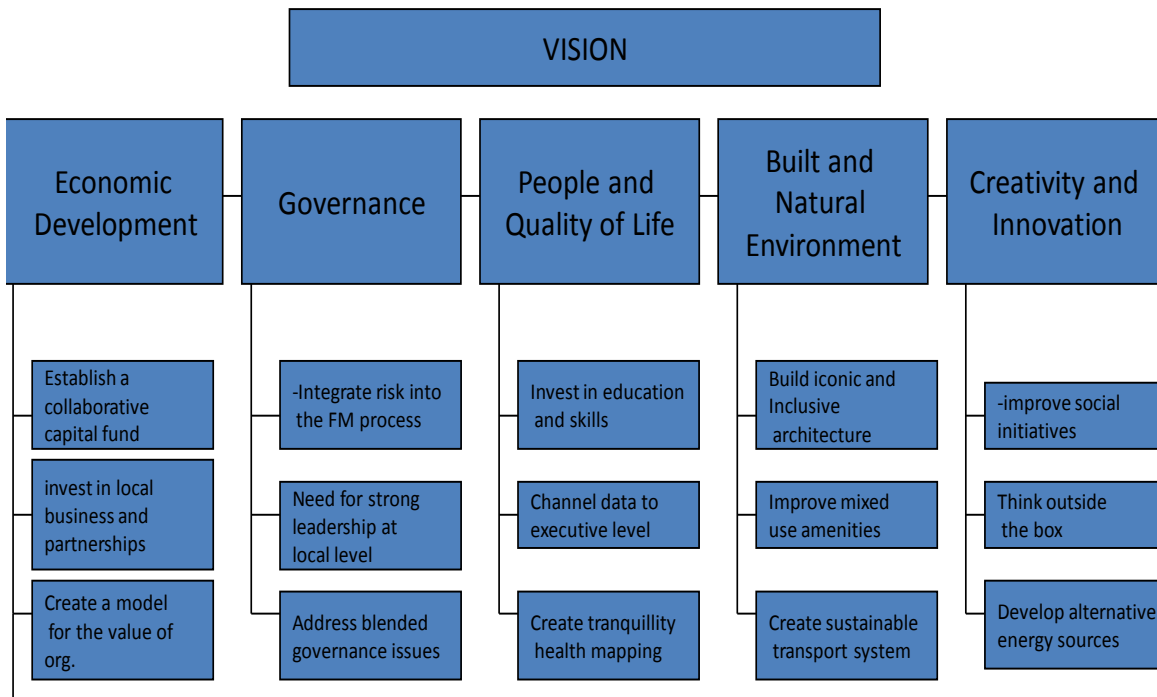 VISION
Economic
Development
Governance
People and
Quality of Life
Built and
Natural
Environment
Creativity and
Innovation
Establish a
collaborative
capital fund
invest in local
business and
partnerships
Create a model
for the value of
org.
-Integrate risk into
the FM process
Need for strong
leadership at
local level
Address blended
governance issues
Invest in education
and skills
Channel data to
executive level
Create tranquillity
health mapping
Build iconic and
Inclusive
architecture
Improve mixed
use amenities
Create sustainable
transport system
-improve social
initiatives
Think outside
the box
Develop alternative
energy sources